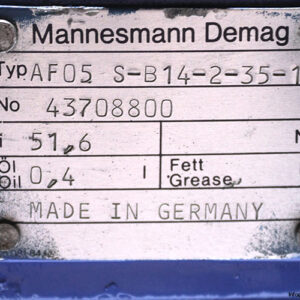 Mannesmann Demag
Typ AF05 S-B14-2-35-1
No 43708800
i 51,6 N
Öl Oil 0,4 l Fett Grease
MADE IN GERMANY